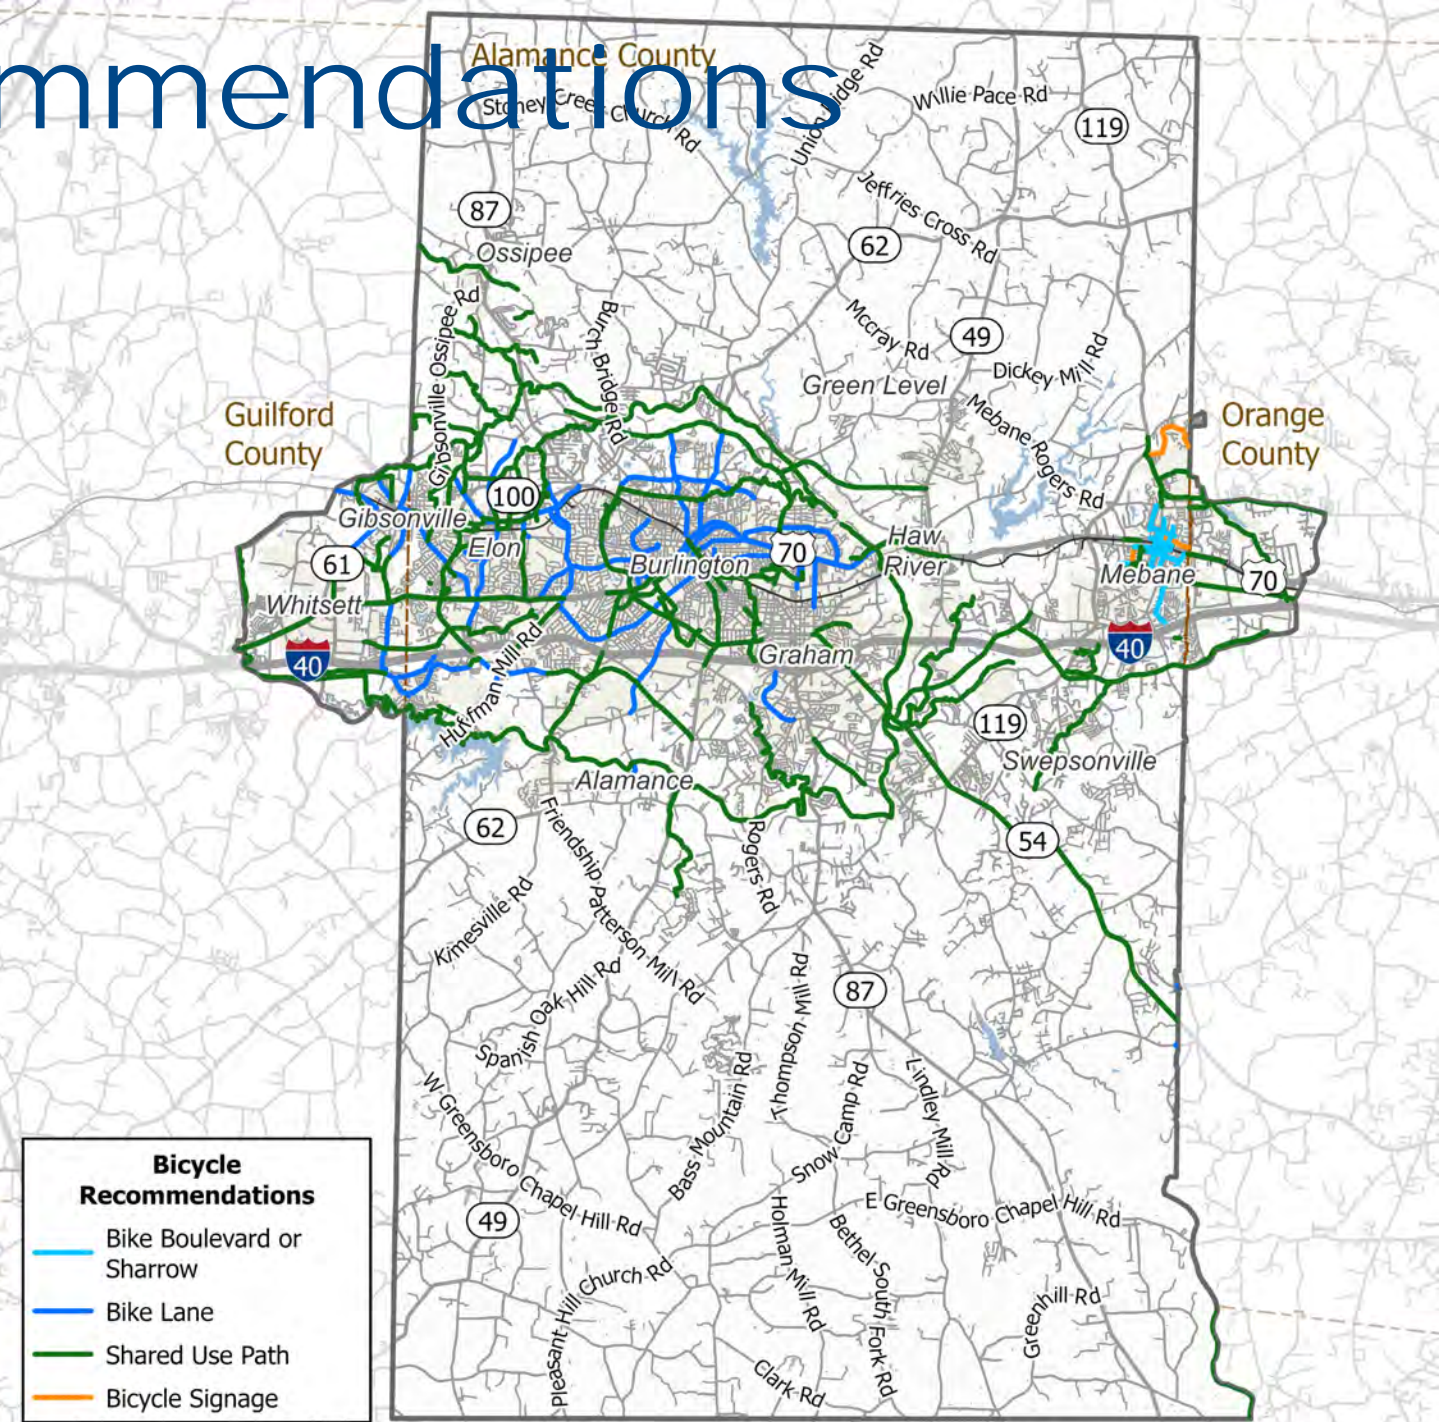 mmendations
Alamance County
Stoney Creek Church Rd
Union Ridge Rd
Willie Pace Rd
119
87
Ossipee
Jeffries Cross Rd
62
Gibsonville Ossipee Rd
Burch Bridge Rd
Mccray Rd
49
Dickey Mill Rd
Green Level
Mebane Rogers Rd
Guilford
County
Orange
County
100
Gibsonville
Elon
61
Burlington
70
Haw
River
Mebane
70
Whitsett
40
Huffman Mill Rd
Graham
40
119
Swepsonville
Alamance
62
Friendship Patterson Mill Rd
Rogers Rd
54
Kimesville Rd
Spanish Oak Hill Rd
Thompson Mill Rd
87
W Greensboro Chapel Hill Rd
Bass Mountain Rd
Snow Camp Rd
Lindley Mill Rd
49
E Greensboro Chapel Hill Rd
Holman Mill Rd
Bethel South Fork Rd
Pleasant Hill Church Rd
Greenhill Rd
Clark Rd
Bicycle
Recommendations
Bike Boulevard or
Sharrow
Bike Lane
Shared Use Path
Bicycle Signage